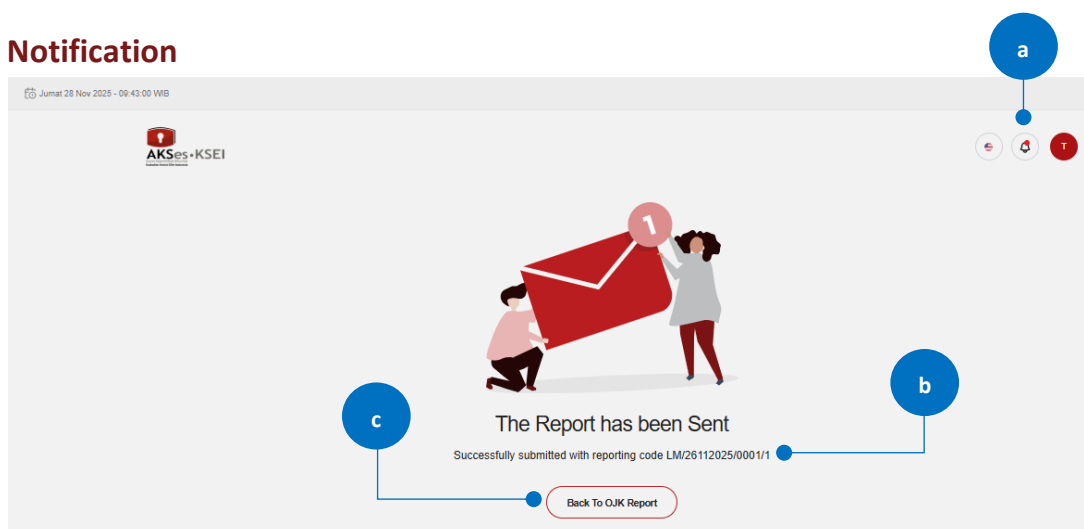 Notification
a
Jumat 28 Nov 2025 - 09:43:00 WIB
AKSes•KSEI
T
1
The Report has been Sent
b
c
Successfully submitted with reporting code LM/26112025/0001/1
Back To OJK Report